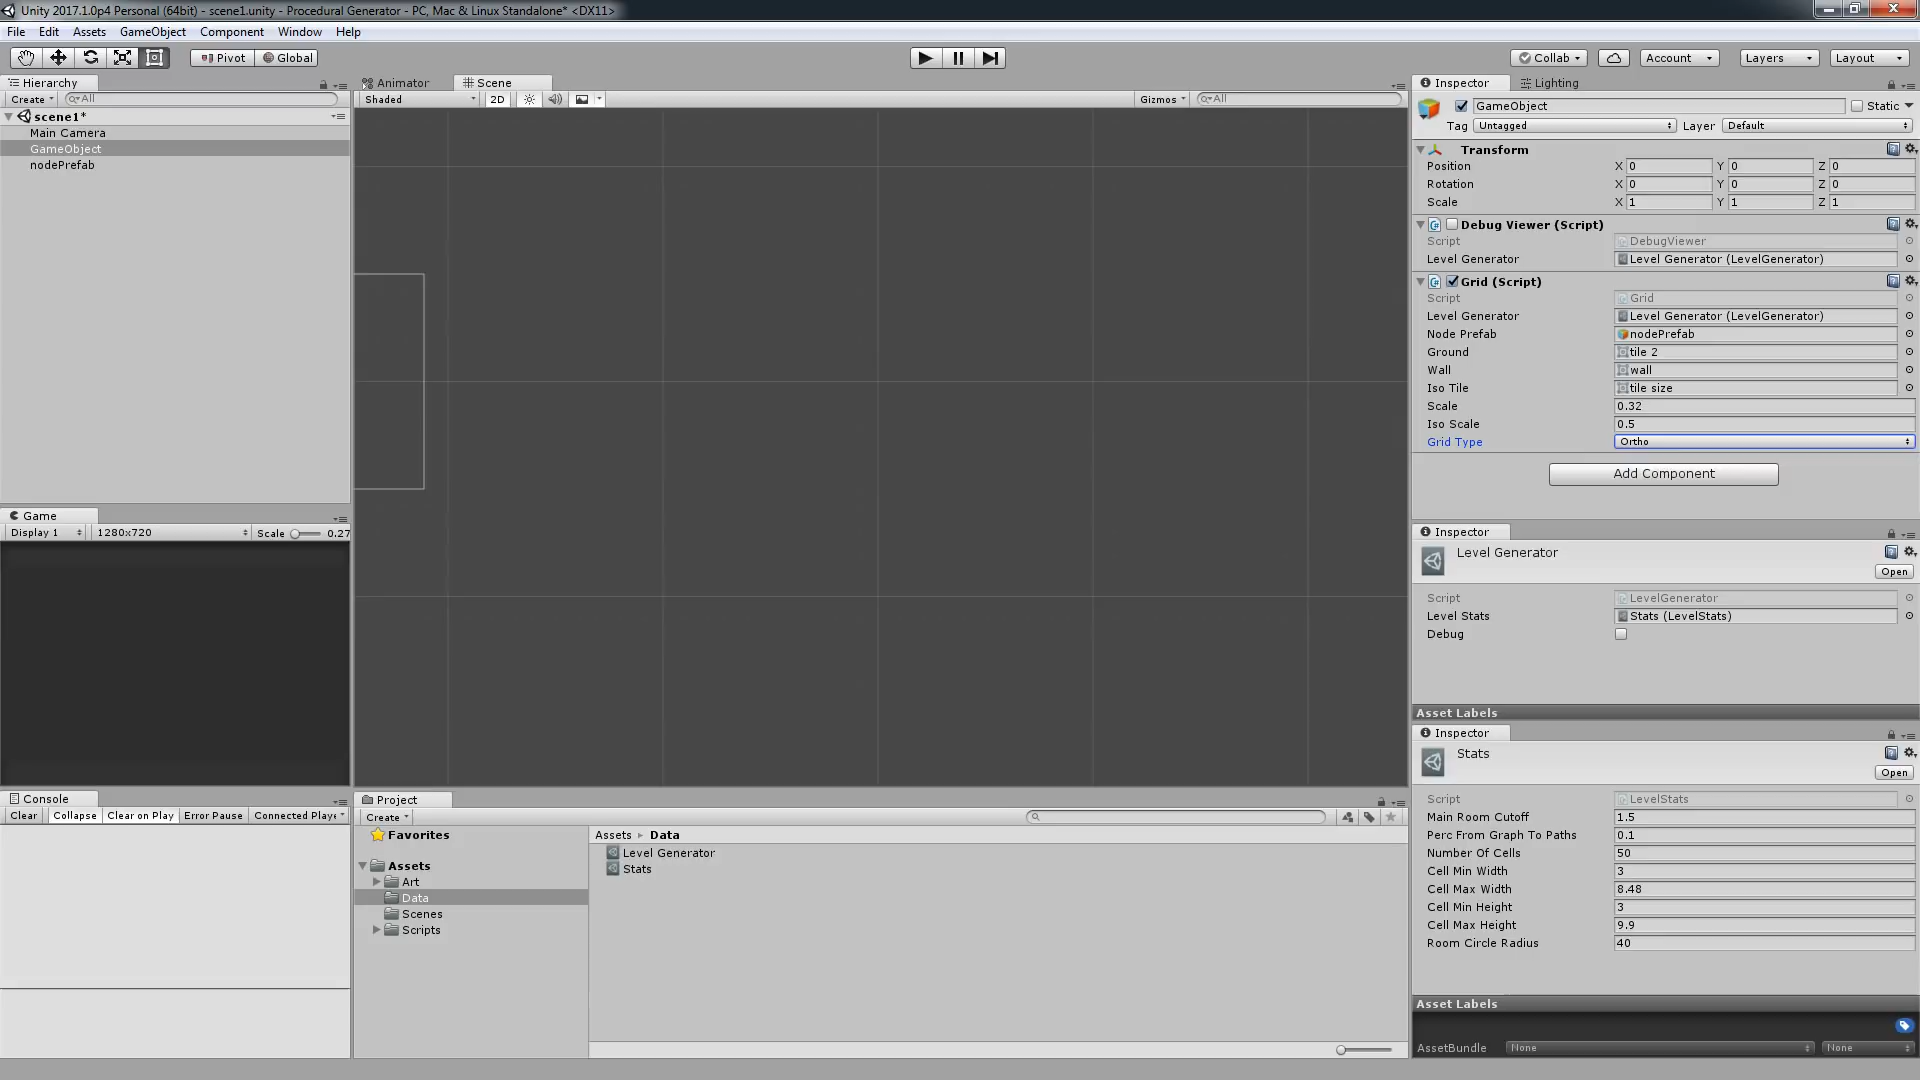 Unity 2017.1.0p4 Personal (64bit) - scene1.unity - Procedural Generator - PC, Mac & Linux Standalone* <DX11>
File Edit Assets GameObject Component Window Help
Pivot Global Collab Account Layers Layout
Hierarchy
Create All
scene1*
Main Camera
GameObject
nodePrefab
Game
Display 1 1280x720 Scale 0.27
Console
Clear Collapse Clear on Play Error Pause Connected Playe
Animator Scene
Shaded 2D Gizmos All
Project
Create
Favorites
Assets
Art
Data
Scenes
Scripts
Assets Data
Level Generator
Stats
Inspector Lighting
GameObject Static
Tag Untagged Layer Default
Transform
Position X 0 Y 0 Z 0
Rotation X 0 Y 0 Z 0
Scale X 1 Y 1 Z 1
Debug Viewer (Script)
Script DebugViewer
Level Generator Level Generator (LevelGenerator)
Grid (Script)
Script Grid
Level Generator Level Generator (LevelGenerator)
Node Prefab nodePrefab
Ground tile 2
Wall wall
Iso Tile tile size
Scale 0.32
Iso Scale 0.5
Grid Type Ortho
Add Component
Inspector
Level Generator
Open
Script LevelGenerator
Level Stats Stats (LevelStats)
Debug
Asset Labels
Inspector
Stats
Open
Script LevelStats
Main Room Cutoff 1.5
Perc From Graph To Paths 0.1
Number Of Cells 50
Cell Min Width 3
Cell Max Width 8.48
Cell Min Height 3
Cell Max Height 9.9
Room Circle Radius 40
Asset Labels
AssetBundle None None